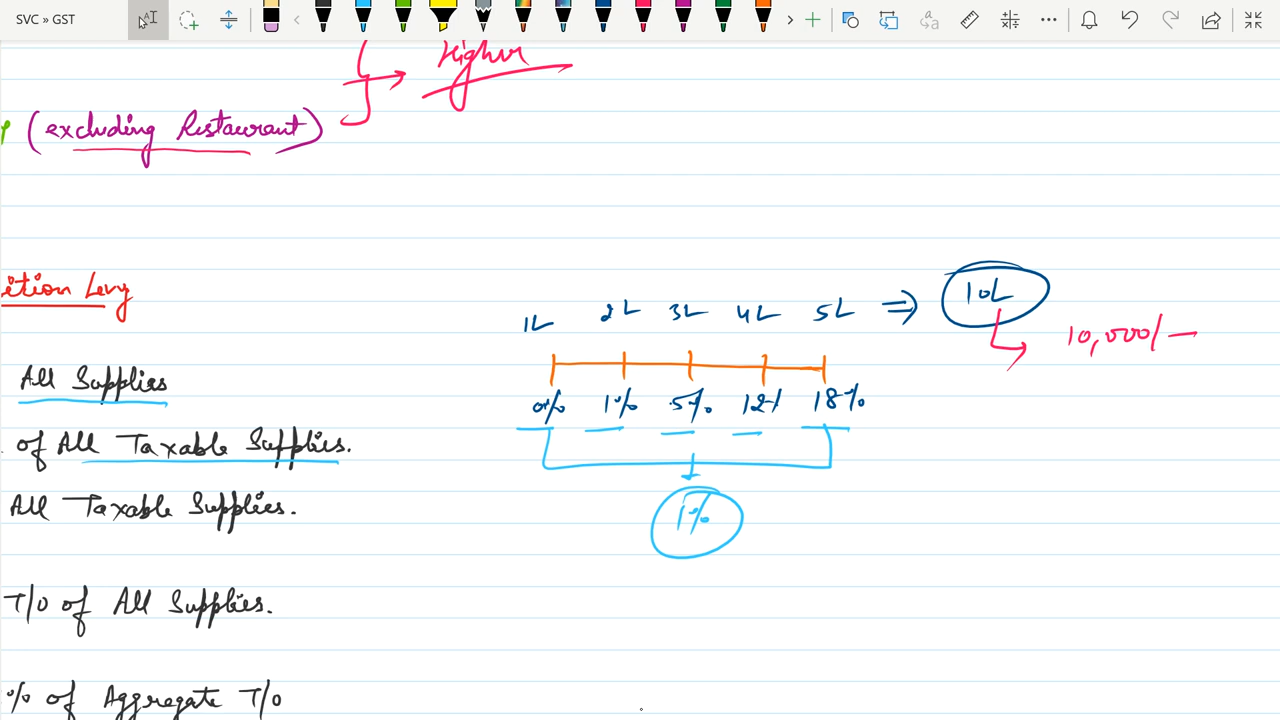 SVC » GST
Higher
(excluding Restaurant)
ition Levy
1L 2L 3L 4L 5L ⇒ 10L
10,000/-
All Supplies
0% 1% 5% 12% 18%
of All Taxable Supplies.
All Taxable Supplies.
1%
T/O of All Supplies.
% of Aggregate T/O